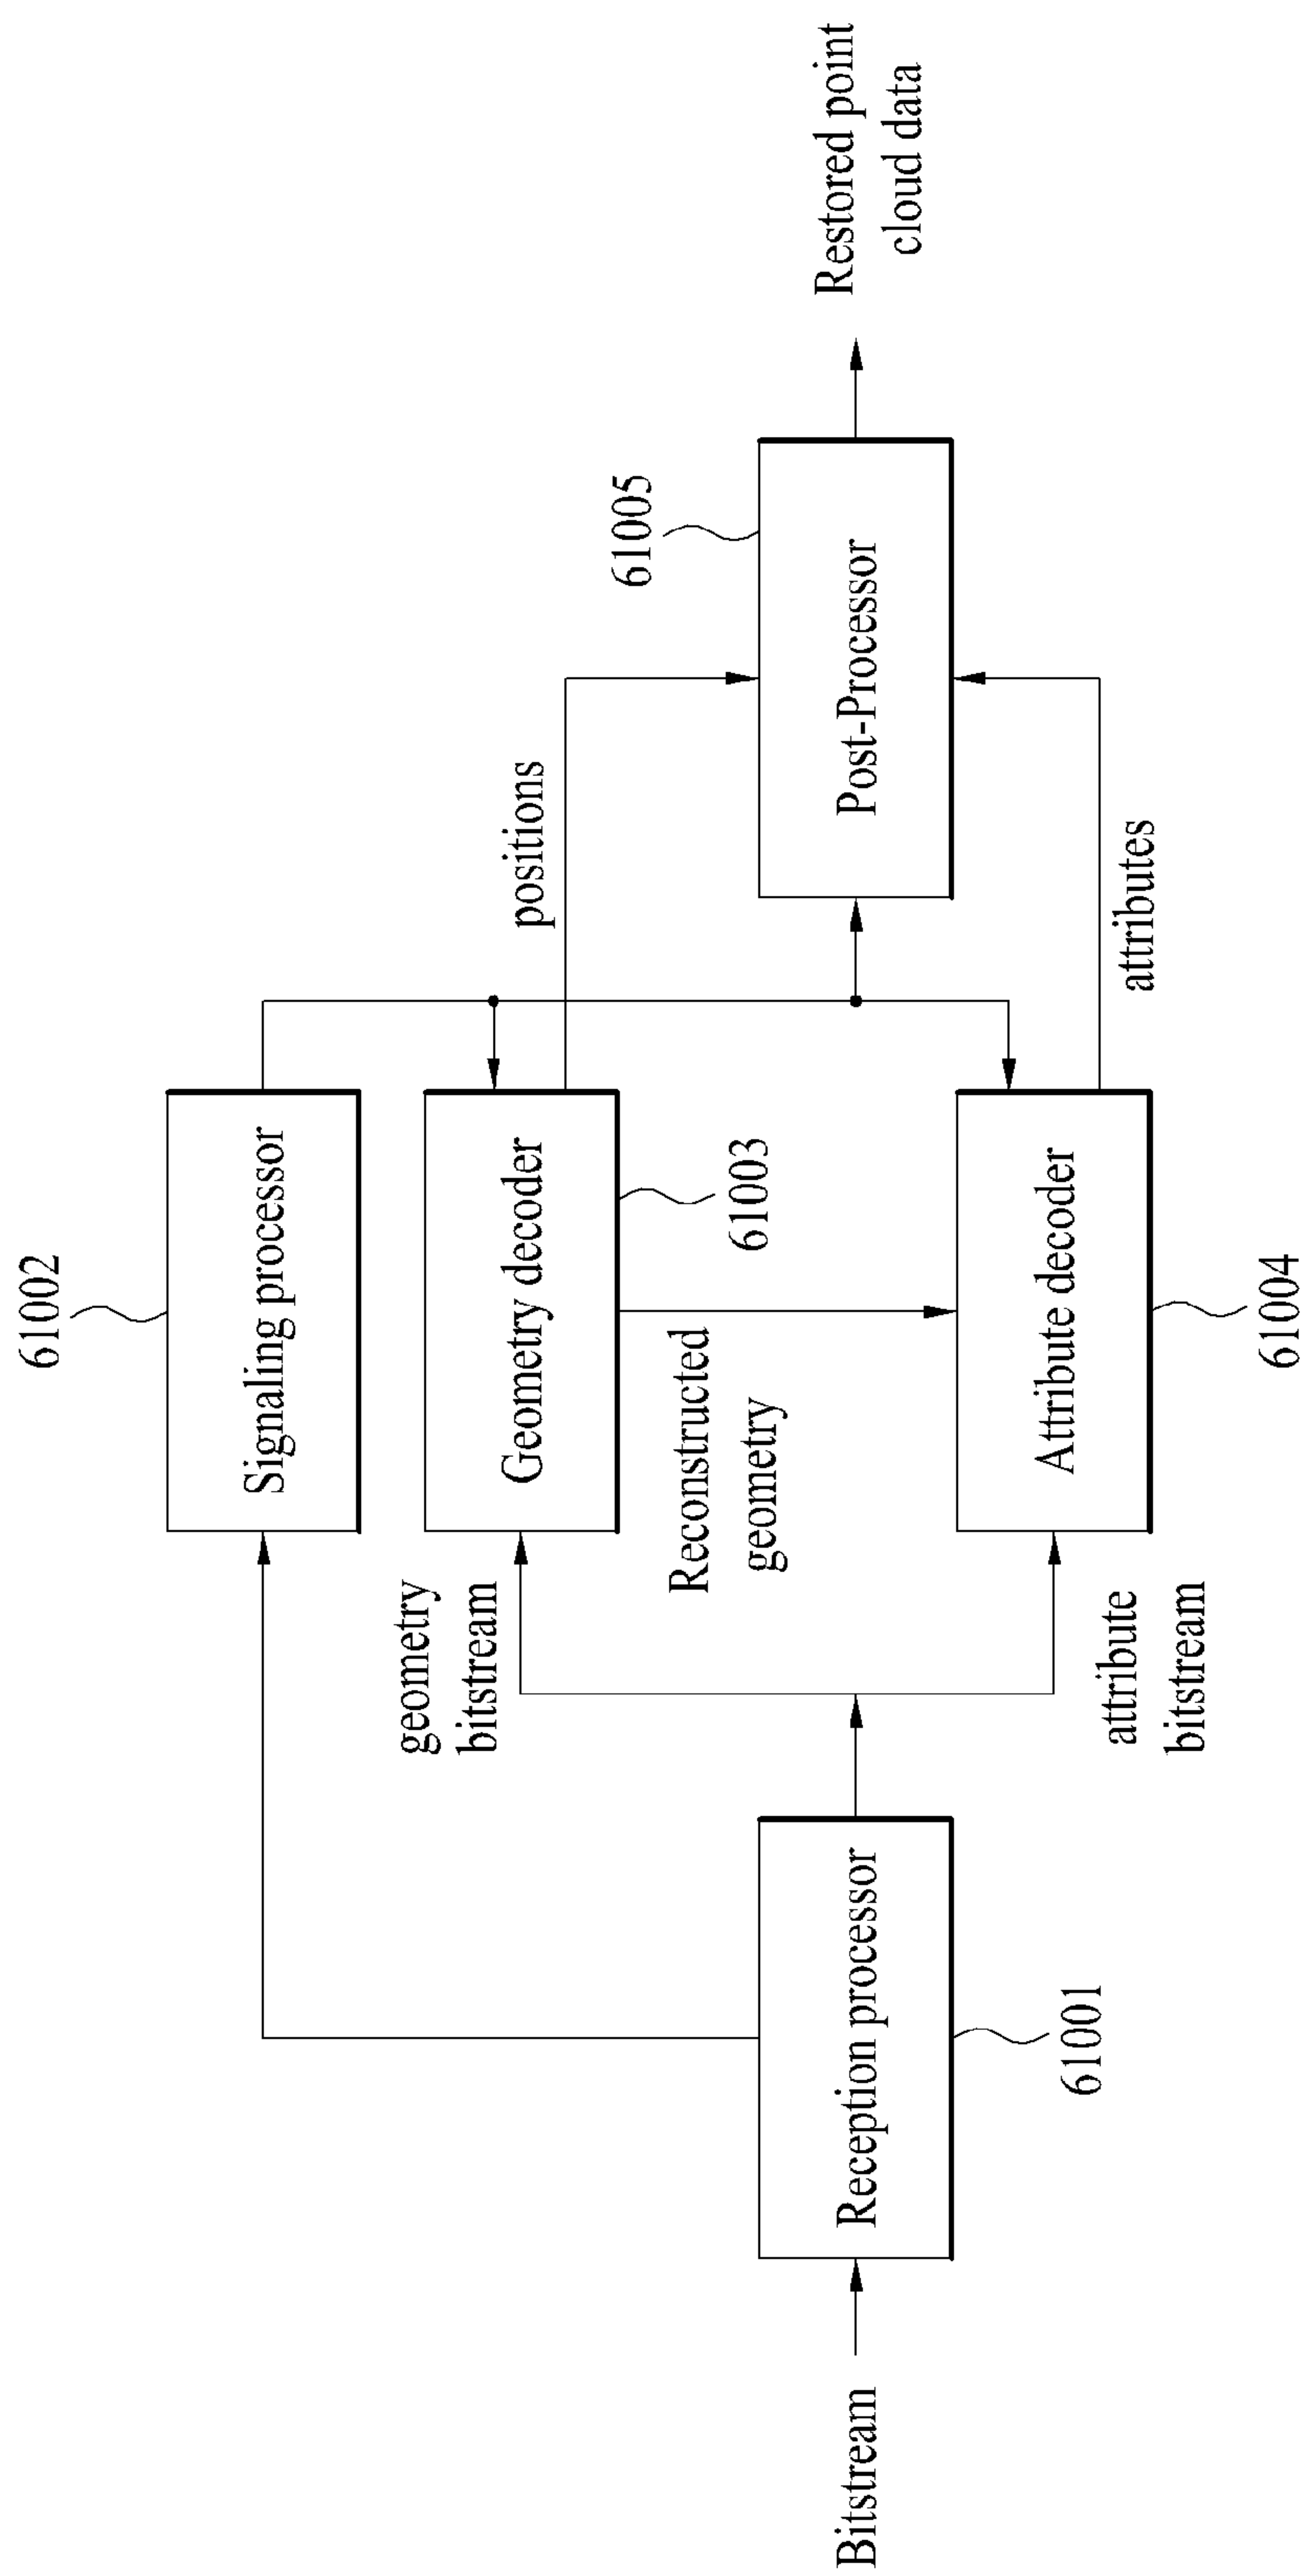 61002
Signaling processor
geometry
bitstream
Geometry decoder
61003
positions
61005
Reconstructed
geometry
Bitstream
Reception processor
61001
Post-Processor
Restored point
cloud data
attribute
bitstream
Attribute decoder
61004
attributes